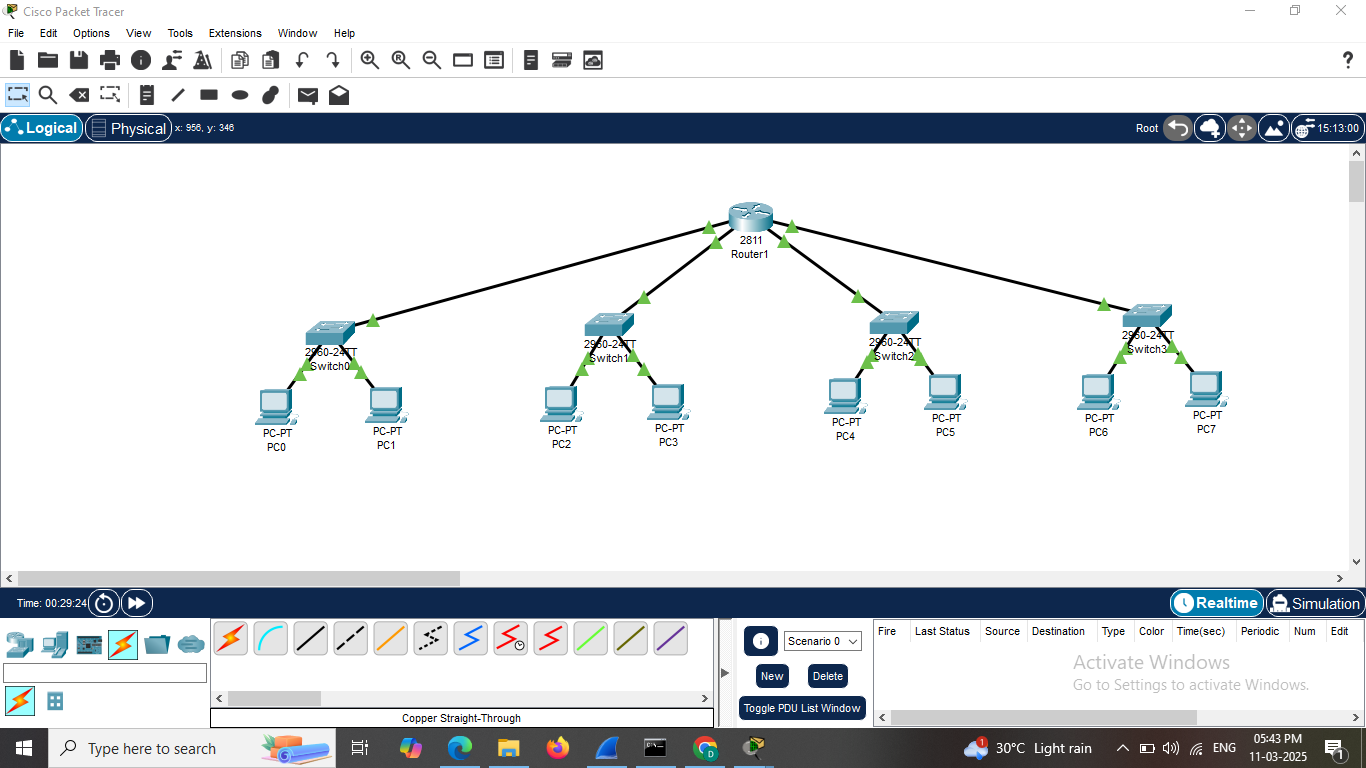 Cisco Packet Tracer
File Edit Options View Tools Extensions Window Help
?
Logical Physical x: 956, y: 346 Root 15:13:00
2811
Router1
2960-24TT
Switch0
2960-24TT
Switch1
2960-24TT
Switch2
2960-24TT
Switch3
PC-PT
PC0
PC-PT
PC1
PC-PT
PC2
PC-PT
PC3
PC-PT
PC4
PC-PT
PC5
PC-PT
PC6
PC-PT
PC7
Time: 00:29:24 Realtime Simulation
Scenario 0
New Delete
Toggle PDU List Window
Fire Last Status Source Destination Type Color Time(sec) Periodic Num Edit
Activate Windows
Go to Settings to activate Windows.
Copper Straight-Through
Type here to search
1 30°C Light rain ENG 05:43 PM
11-03-2025 1